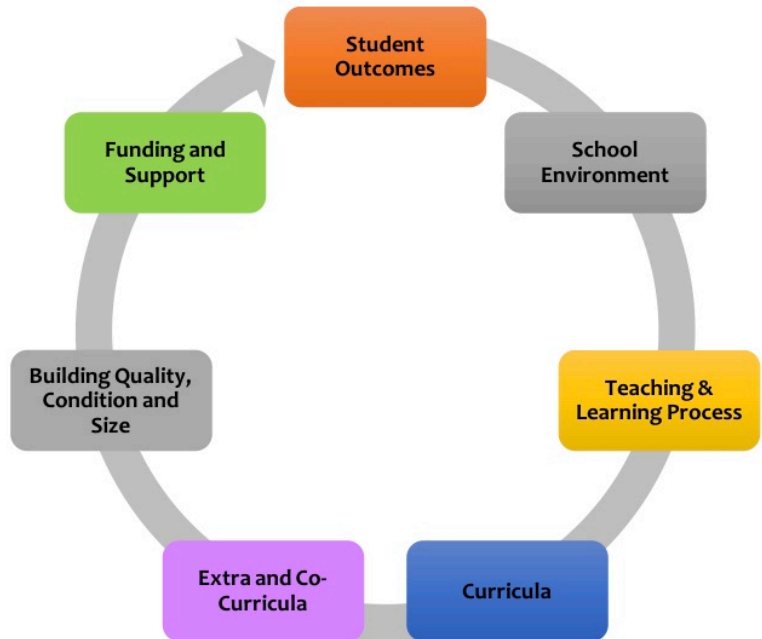 Student
Outcomes
School
Environment
Teaching &
Learning Process
Curricula
Extra and Co-
Curricula
Building Quality,
Condition and
Size
Funding and
Support